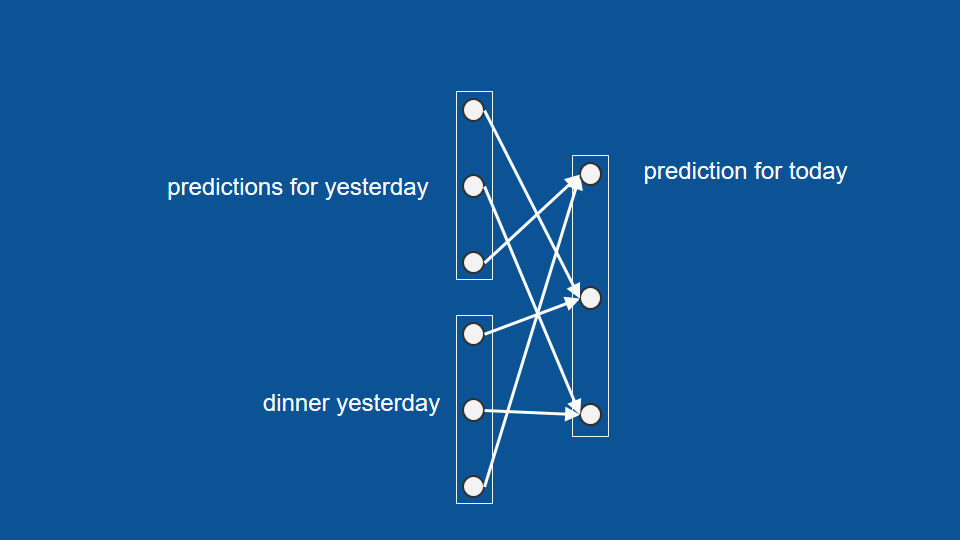 predictions for yesterday
prediction for today
dinner yesterday